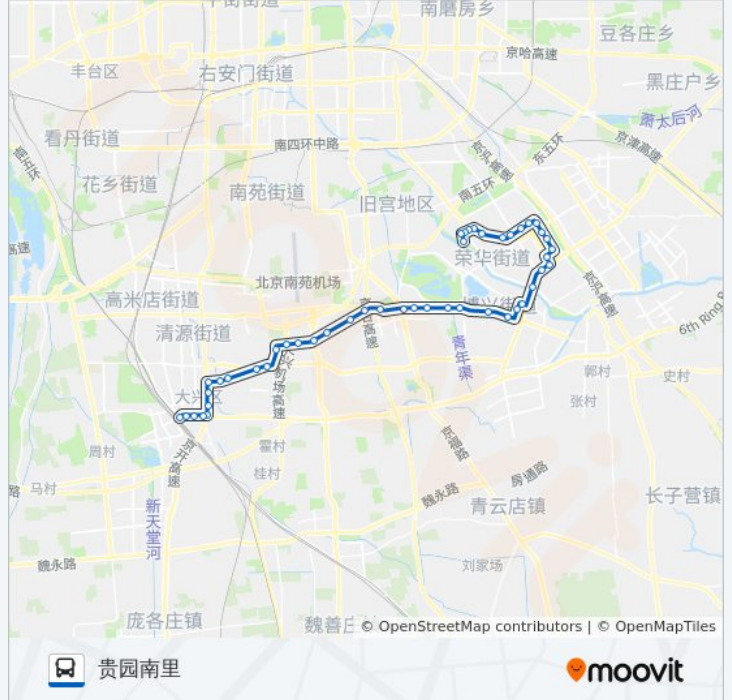 南磨房乡
豆各庄乡
京哈高速
丰台区
右安门街道
黑庄户乡
萧太后河
看丹街道
南四环中路
京沪高速
东五环
京津高速
南五环
花乡街道
南苑街道
南五环
旧宫地区
高速
荣华街道
北京南苑机场
京沪高速
高米店街道
博兴街道
6th Ring R
清源街道
青年渠
大兴区
郭村
史村
张村
京开高速
霍村
周村
桂村
京福路
马村
魏永路
长子营镇
新天堂河
青云店镇
魏永路
刘家场
庞各庄镇
魏善庄
© OpenStreetMap contributors | © OpenMapTiles
贵园南里
moovit